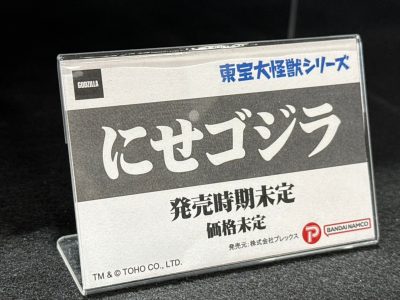 GODZILLA
東宝大怪獣シリーズ
にせゴジラ
発売時期未定
価格未定
発売元:株式会社プレックス
P
BANDAI NAMCO
TM & © TOHO CO., LTD.